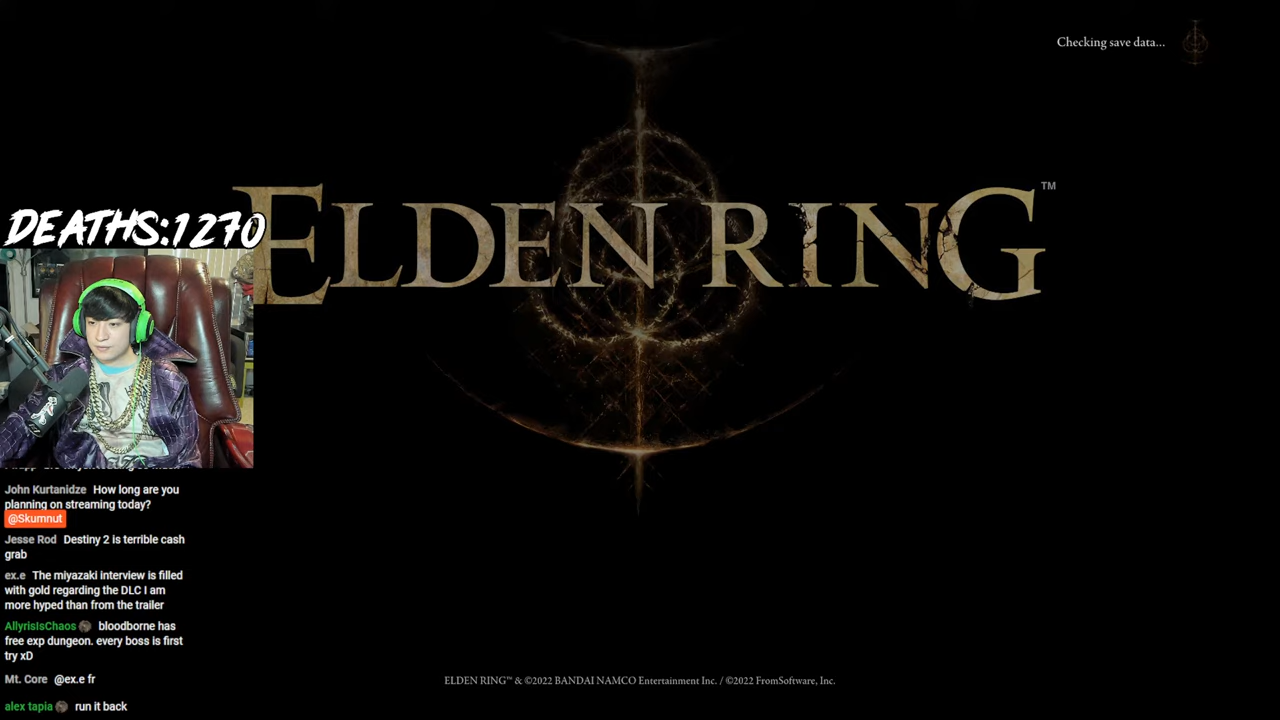 Checking save data...
ELDEN RING™
DEATHS:1270
John Kurtanidze How long are you
planning on streaming today?
@Skumnut
Jesse Rod Destiny 2 is terrible cash
grab
ex.e The miyazaki interview is filled
with gold regarding the DLC I am
more hyped than from the trailer
AllyrisIsChaos bloodborne has
free exp dungeon. every boss is first
try xD
Mt. Core @ex.e fr
alex tapia run it back
ELDEN RING™ & ©2022 BANDAI NAMCO Entertainment Inc. / ©2022 FromSoftware, Inc.